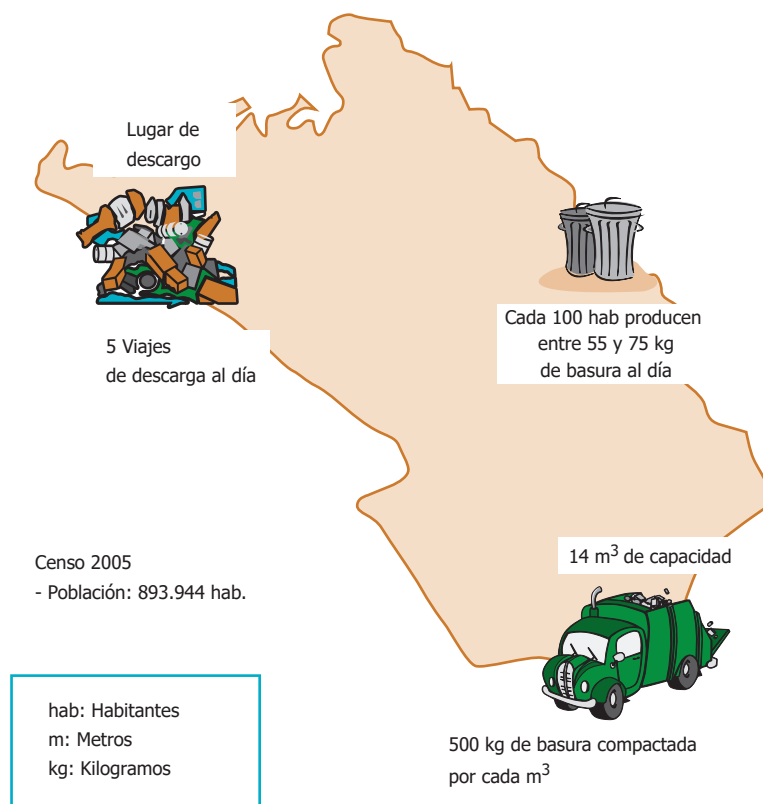 Lugar de
descargo
5 Viajes
de descarga al día
Cada 100 hab producen
entre 55 y 75 kg
de basura al día
Censo 2005
- Población: 893.944 hab.
14 m³ de capacidad
hab: Habitantes
m: Metros
kg: Kilogramos
500 kg de basura compactada
por cada m³